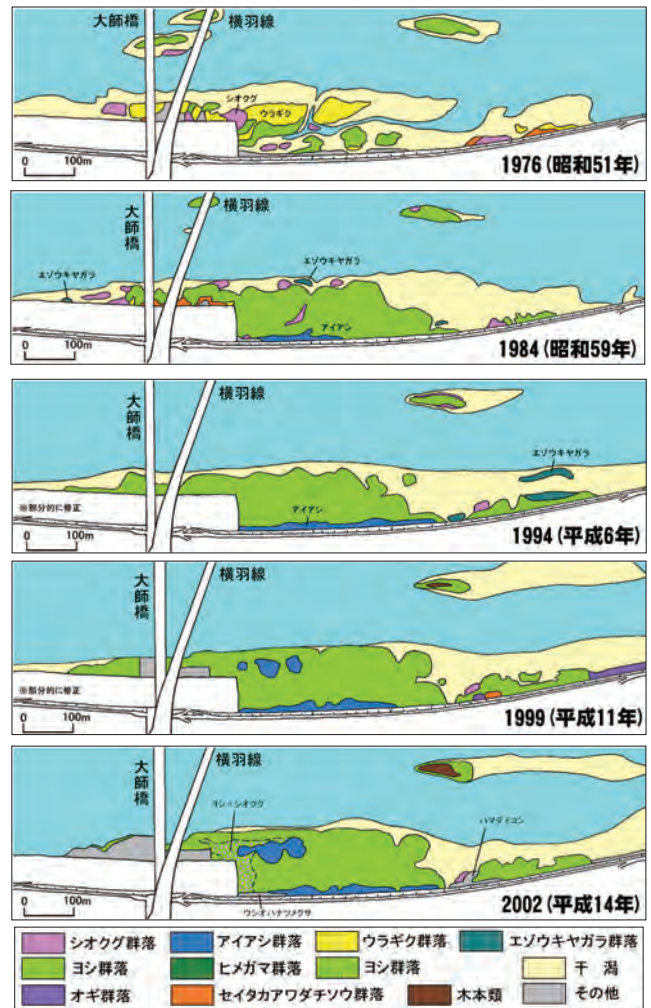 大師橋
横羽線
シオクグ
ウラギク
0 100m
1976(昭和51年)
大師橋
横羽線
エゾウキヤガラ
エゾウキヤガラ
アイアシ
0 100m
1984(昭和59年)
大師橋
横羽線
エゾウキヤガラ
※部分的に修正
アイアシ
0 100m
1994(平成6年)
大師橋
横羽線
※部分的に修正
0 100m
1999(平成11年)
大師橋
横羽線
ヨシ・シオクグ
ハマダイコン
ウシオハナツメクサ
0 100m
2002(平成14年)
シオクグ群落 アイアシ群落 ウラギク群落 エゾウキヤガラ群落
ヨシ群落 ヒメガマ群落 ヨシ群落 干潟
オギ群落 セイタカアワダチソウ群落 木本類 その他